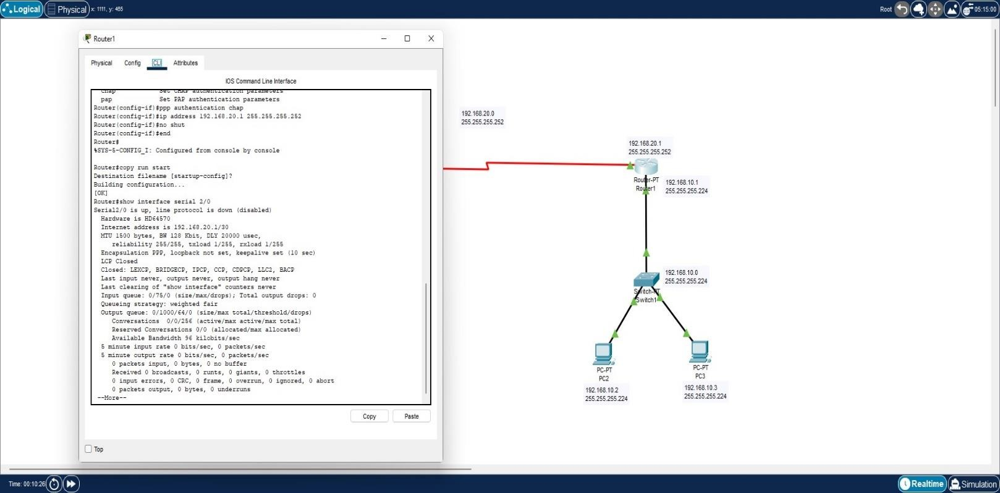 Logical
Physical
x: 1111, y: 485
Root
05:15:00
Router1
Physical
Config
CLI
Attributes
IOS Command Line Interface
chap Set CHAP authentication parameters
pap Set PAP authentication parameters
Router(config-if)#ppp authentication chap
Router(config-if)#ip address 192.168.20.1 255.255.255.252
Router(config-if)#no shut
Router(config-if)#end
Router#
%SYS-5-CONFIG_I: Configured from console by console
Router#copy run start
Destination filename [startup-config]?
Building configuration...
[OK]
Router#show interface serial 2/0
Serial2/0 is up, line protocol is down (disabled)
Hardware is HD64570
Internet address is 192.168.20.1/30
MTU 1500 bytes, BW 128 Kbit, DLY 20000 usec,
reliability 255/255, txload 1/255, rxload 1/255
Encapsulation PPP, loopback not set, keepalive set (10 sec)
LCP Closed
Closed: LEXCP, BRIDGECP, IPCP, CCP, CDPCP, LLC2, BACP
Last input never, output never, output hang never
Last clearing of "show interface" counters never
Input queue: 0/75/0 (size/max/drops); Total output drops: 0
Queueing strategy: weighted fair
Output queue: 0/1000/64/0 (size/max total/threshold/drops)
Conversations 0/0/256 (active/max active/max total)
Reserved Conversations 0/0 (allocated/max allocated)
Available Bandwidth 96 kilobits/sec
5 minute input rate 0 bits/sec, 0 packets/sec
5 minute output rate 0 bits/sec, 0 packets/sec
0 packets input, 0 bytes, 0 no buffer
Received 0 broadcasts, 0 runts, 0 giants, 0 throttles
0 input errors, 0 CRC, 0 frame, 0 overrun, 0 ignored, 0 abort
0 packets output, 0 bytes, 0 underruns
--More--
Copy
Paste
Top
192.168.20.0
255.255.255.252
192.168.20.1
255.255.255.252
Router-PT
Router1
192.168.10.1
255.255.255.224
192.168.10.0
255.255.255.224
Switch-PT
Switch1
PC-PT
PC2
192.168.10.2
255.255.255.224
PC-PT
PC3
192.168.10.3
255.255.255.224
Time: 00:10:26
Realtime
Simulation